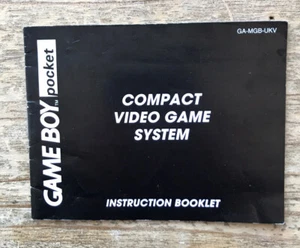 GA-MGB-UKV
GAME BOY pocket
COMPACT
VIDEO GAME
SYSTEM
INSTRUCTION BOOKLET